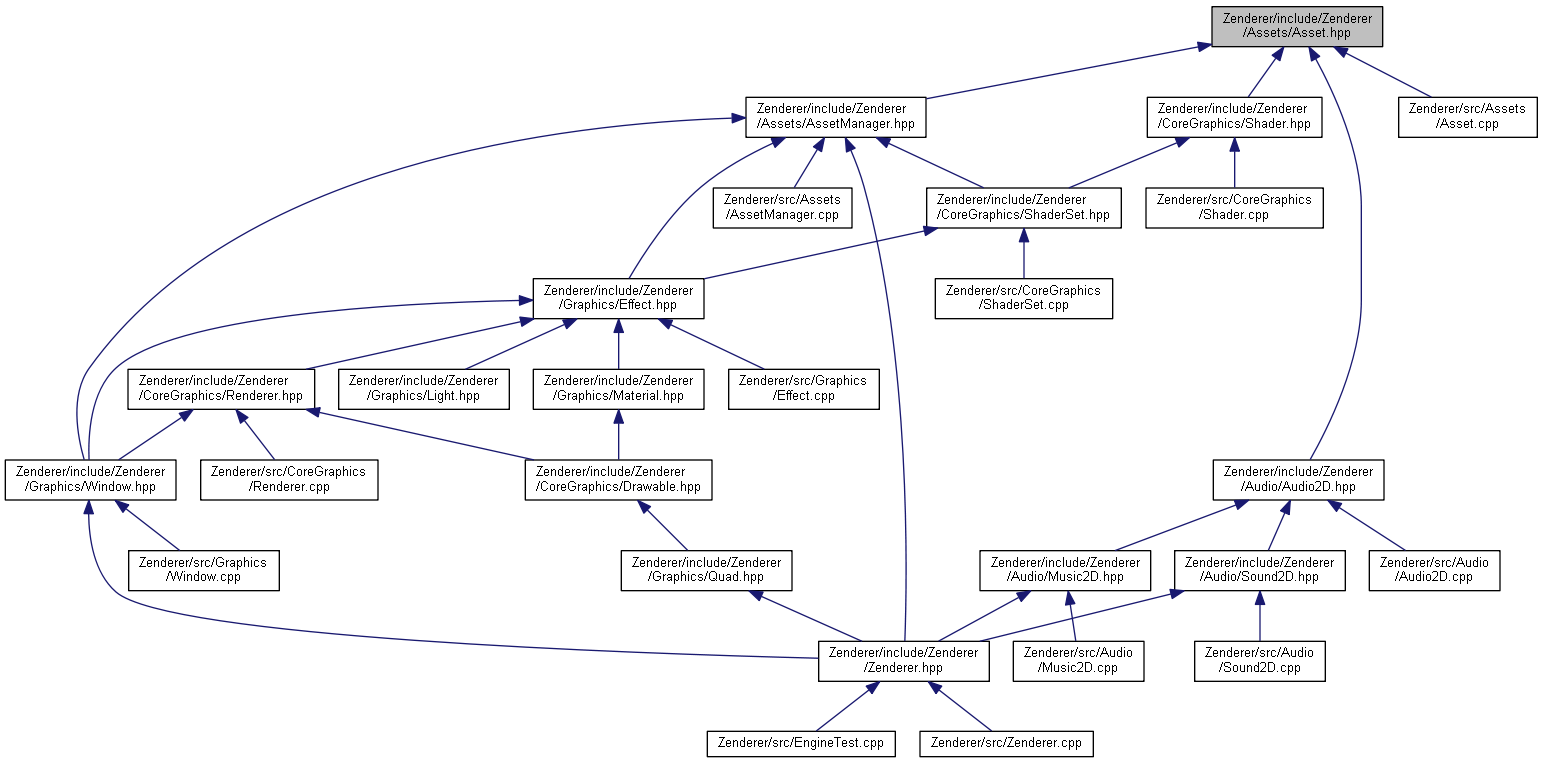 Zenderer/include/Zenderer
/Assets/Asset.hpp
Zenderer/include/Zenderer
/Assets/AssetManager.hpp
Zenderer/include/Zenderer
/CoreGraphics/Shader.hpp
Zenderer/src/Assets
/Asset.cpp
Zenderer/src/Assets
/AssetManager.cpp
Zenderer/include/Zenderer
/CoreGraphics/ShaderSet.hpp
Zenderer/src/CoreGraphics
/Shader.cpp
Zenderer/include/Zenderer
/Graphics/Effect.hpp
Zenderer/src/CoreGraphics
/ShaderSet.cpp
Zenderer/include/Zenderer
/CoreGraphics/Renderer.hpp
Zenderer/include/Zenderer
/Graphics/Light.hpp
Zenderer/include/Zenderer
/Graphics/Material.hpp
Zenderer/src/Graphics
/Effect.cpp
Zenderer/include/Zenderer
/Graphics/Window.hpp
Zenderer/src/CoreGraphics
/Renderer.cpp
Zenderer/include/Zenderer
/CoreGraphics/Drawable.hpp
Zenderer/include/Zenderer
/Audio/Audio2D.hpp
Zenderer/src/Graphics
/Window.cpp
Zenderer/include/Zenderer
/Graphics/Quad.hpp
Zenderer/include/Zenderer
/Audio/Music2D.hpp
Zenderer/include/Zenderer
/Audio/Sound2D.hpp
Zenderer/src/Audio
/Audio2D.cpp
Zenderer/include/Zenderer
/Zenderer.hpp
Zenderer/src/Audio
/Music2D.cpp
Zenderer/src/Audio
/Sound2D.cpp
Zenderer/src/EngineTest.cpp
Zenderer/src/Zenderer.cpp